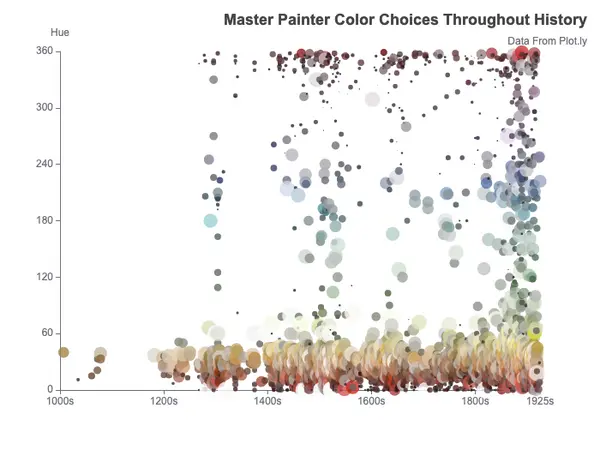 Master Painter Color Choices Throughout History
Data From Plot.ly
Hue
360
300
240
180
120
60
0
1000s 1200s 1400s 1600s 1800s 1925s